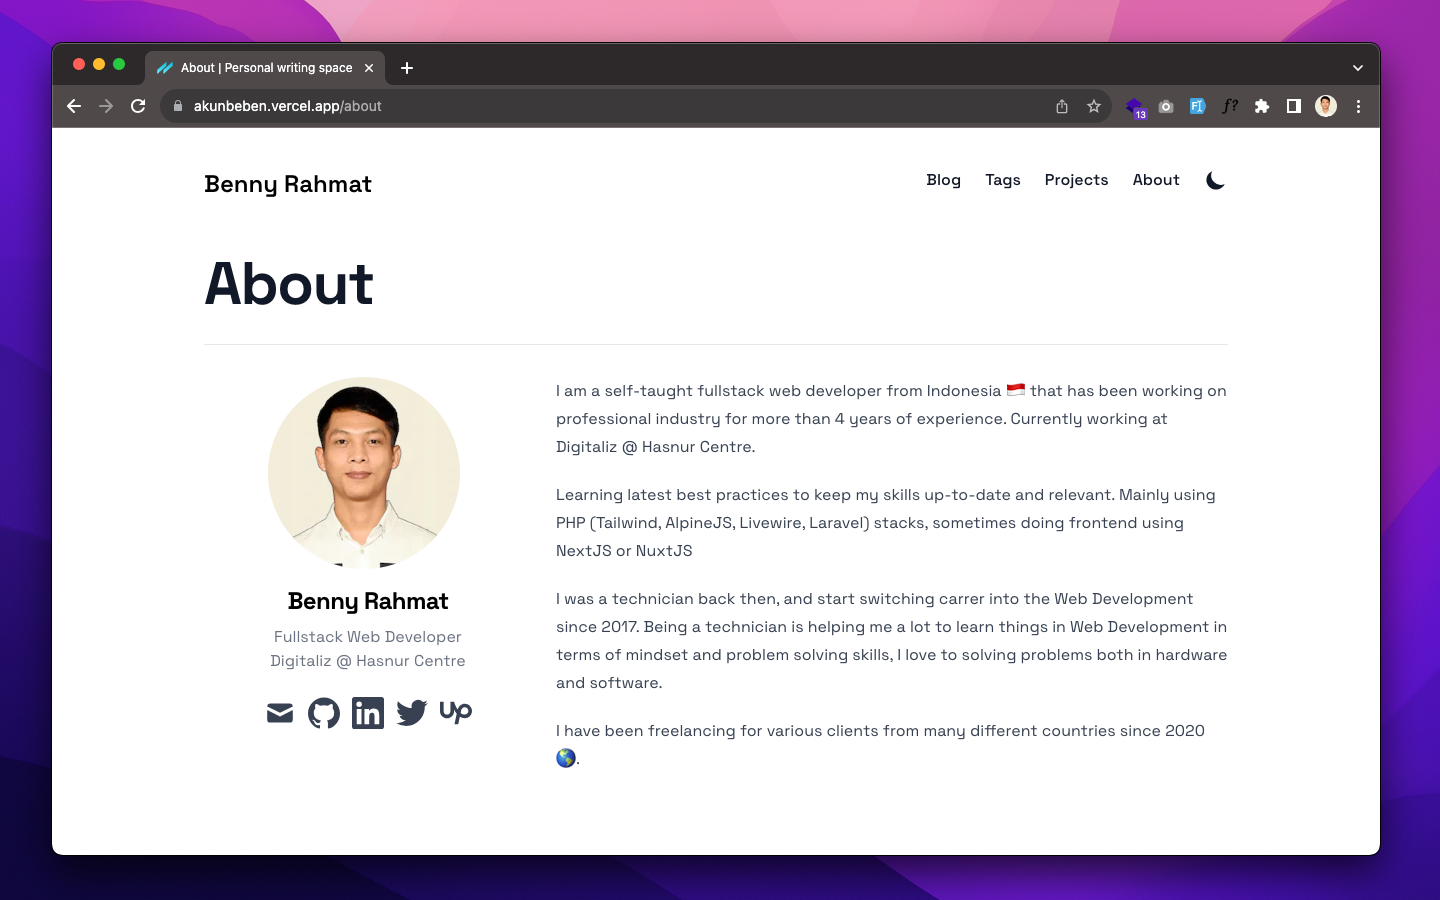 About | Personal writing space
akunbeben.vercel.app/about
13
f?
Benny Rahmat
Blog Tags Projects About
About
Benny Rahmat
Fullstack Web Developer
Digitaliz @ Hasnur Centre
in
Up
I am a self-taught fullstack web developer from Indonesia 🇮🇩 that has been working on
professional industry for more than 4 years of experience. Currently working at
Digitaliz @ Hasnur Centre.
Learning latest best practices to keep my skills up-to-date and relevant. Mainly using
PHP (Tailwind, AlpineJS, Livewire, Laravel) stacks, sometimes doing frontend using
NextJS or NuxtJS
I was a technician back then, and start switching carrer into the Web Development
since 2017. Being a technician is helping me a lot to learn things in Web Development in
terms of mindset and problem solving skills, I love to solving problems both in hardware
and software.
I have been freelancing for various clients from many different countries since 2020
🌎.